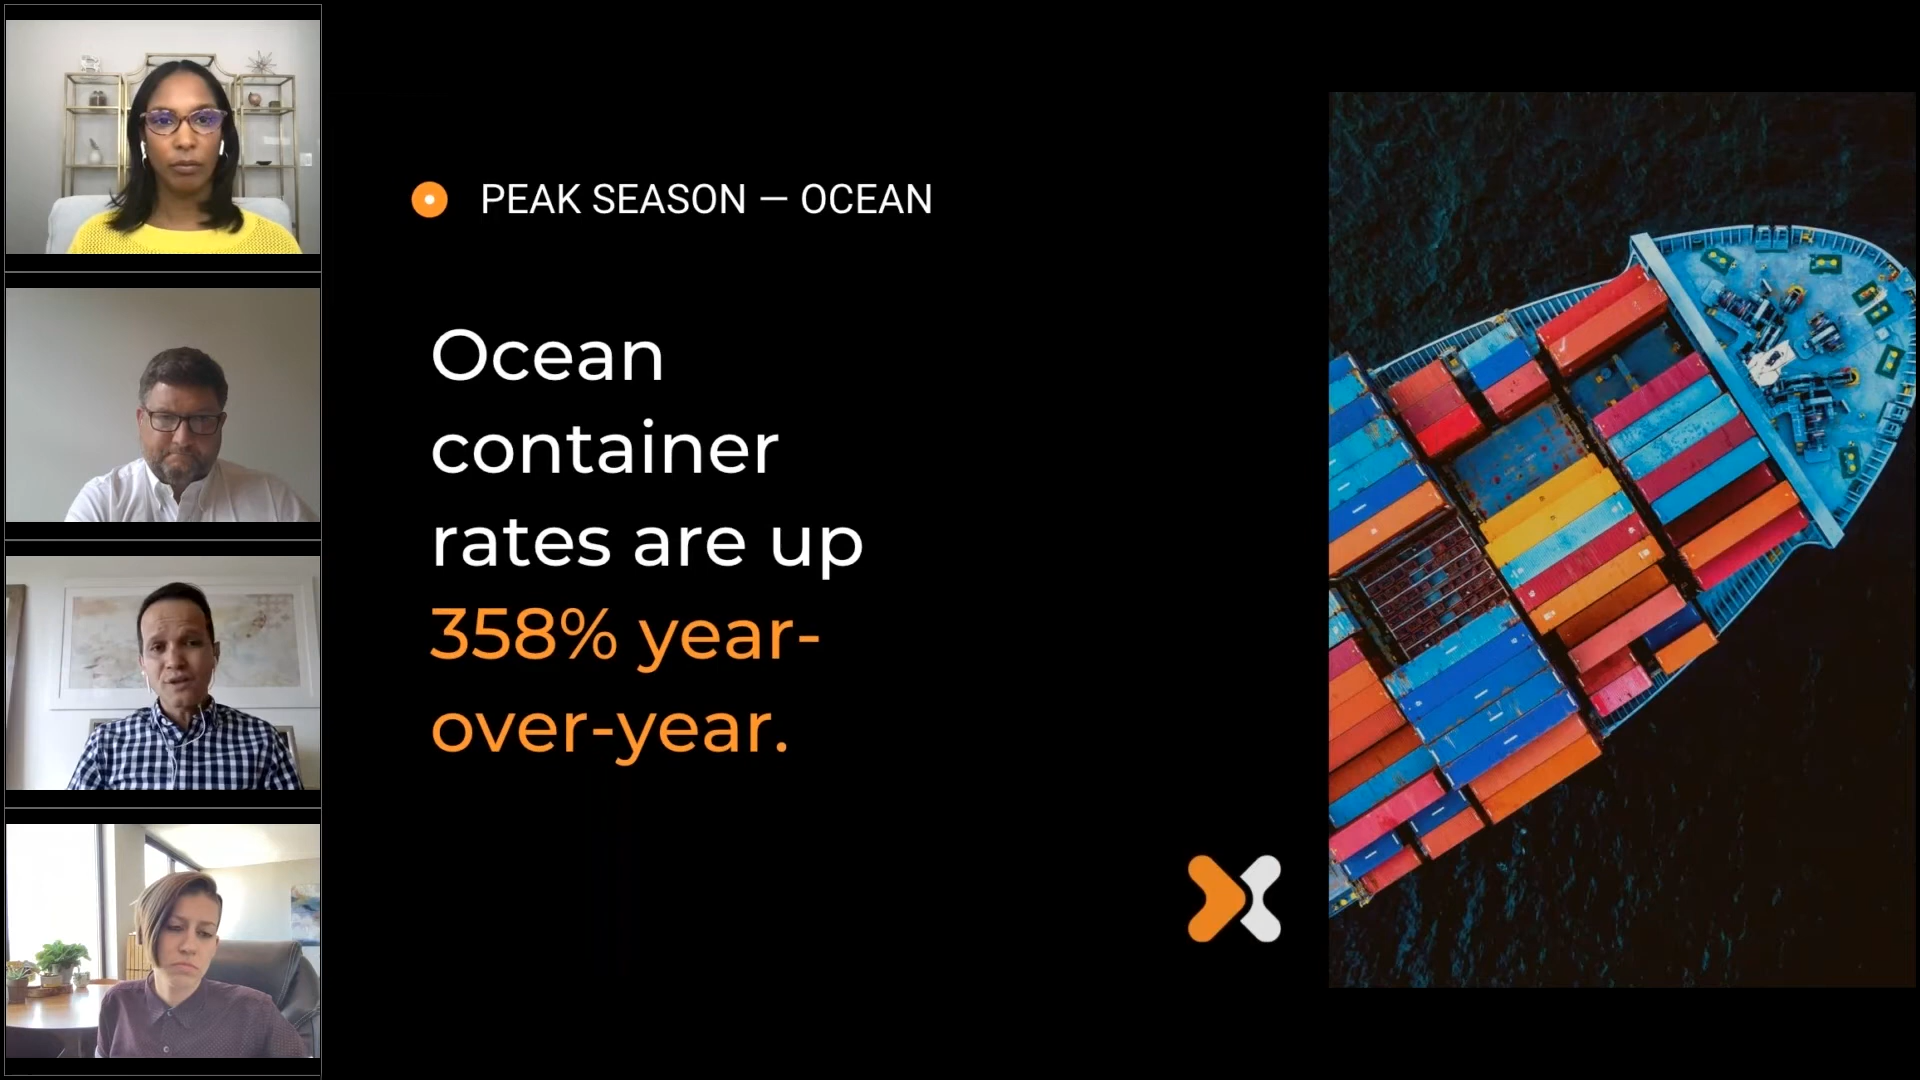 PEAK SEASON — OCEAN
Ocean
container
rates are up
358% year-
over-year.